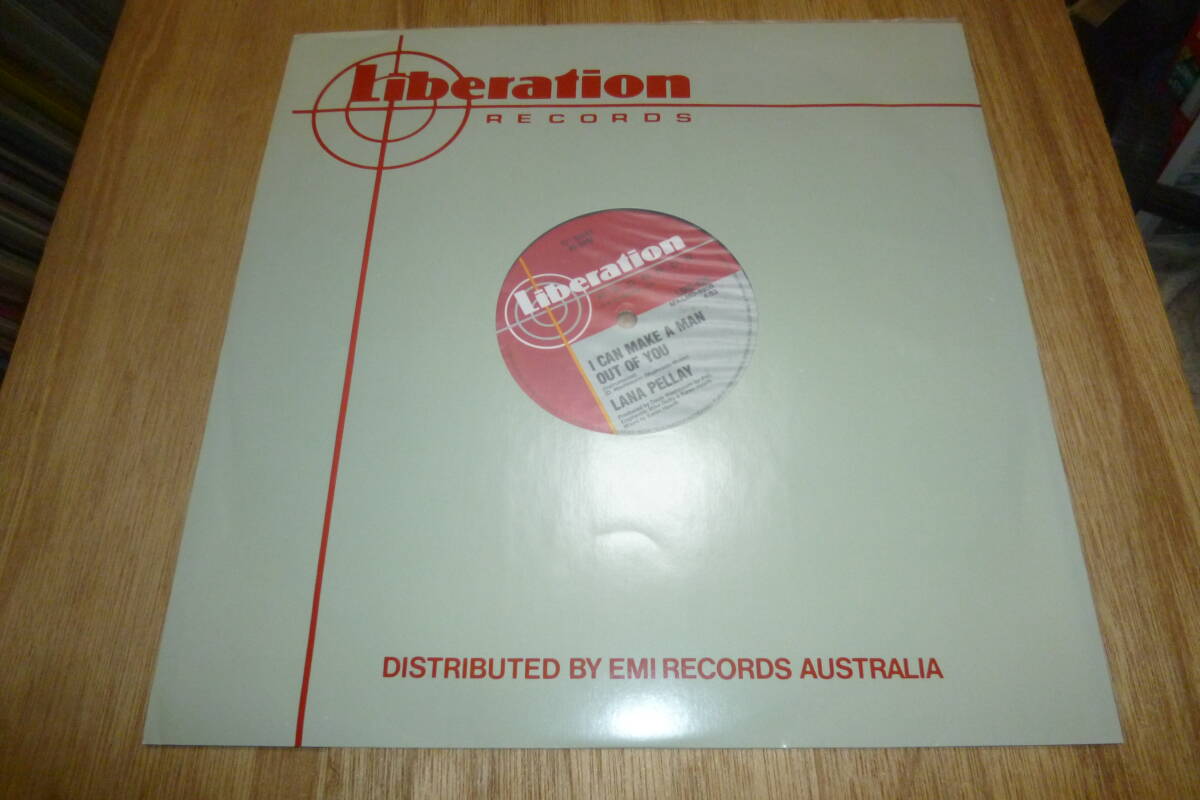 Liberation
RECORDS
Liberation
I CAN MAKE A MAN
OUT OF YOU
LANA PELLAY
DISTRIBUTED BY EMI RECORDS AUSTRALIA